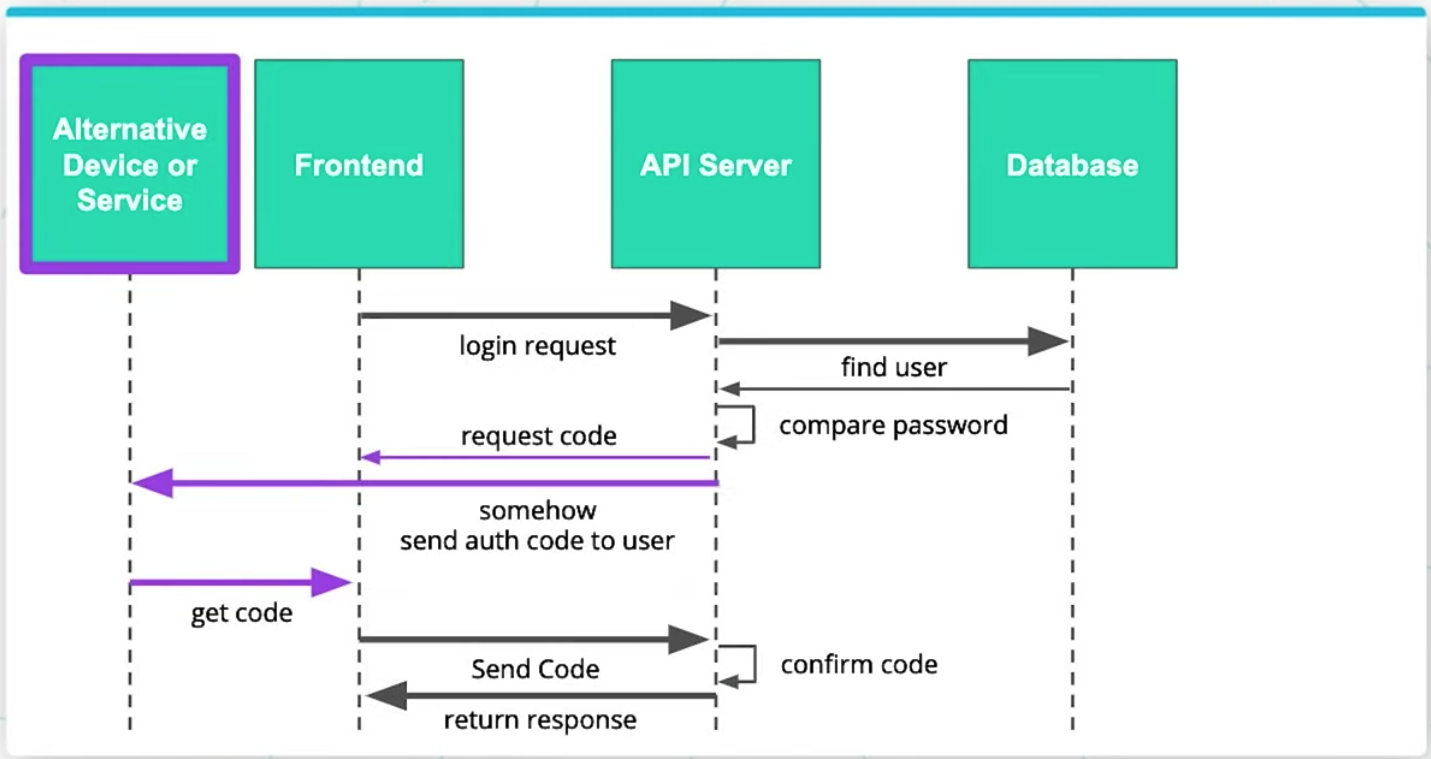 Alternative
Device or
Service
Frontend
API Server
Database
login request
find user
compare password
request code
somehow
send auth code to user
get code
Send Code
confirm code
return response